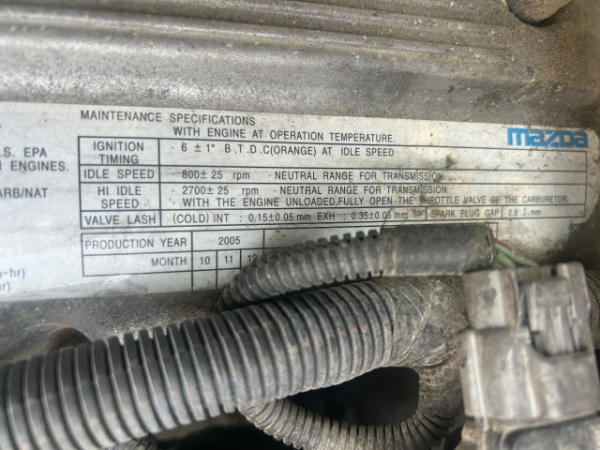 MAINTENANCE SPECIFICATIONS
WITH ENGINE AT OPERATION TEMPERATURE.
mazda
S. EPA
ENGINES.
ARB/NAT
IGNITION TIMING 6 ± 1° B.T.D.C(ORANGE) AT IDLE SPEED
IDLE SPEED 800± 25 rpm · NEUTRAL RANGE FOR TRANSMISSION.
HI IDLE SPEED 2700± 25 rpm · NEUTRAL RANGE FOR TRANSMISSION.
· WITH THE ENGINE UNLOADED,FULLY OPEN THE THROTTLE VALVE OF THE CARBURETOR.
VALVE LASH (COLD) INT : 0.15±0.05 mm EXH : 0.35±0.05 mm SPARK PLUG GAP mm
PRODUCTION YEAR 2005
MONTH 10 11 12
-hr)
hr)